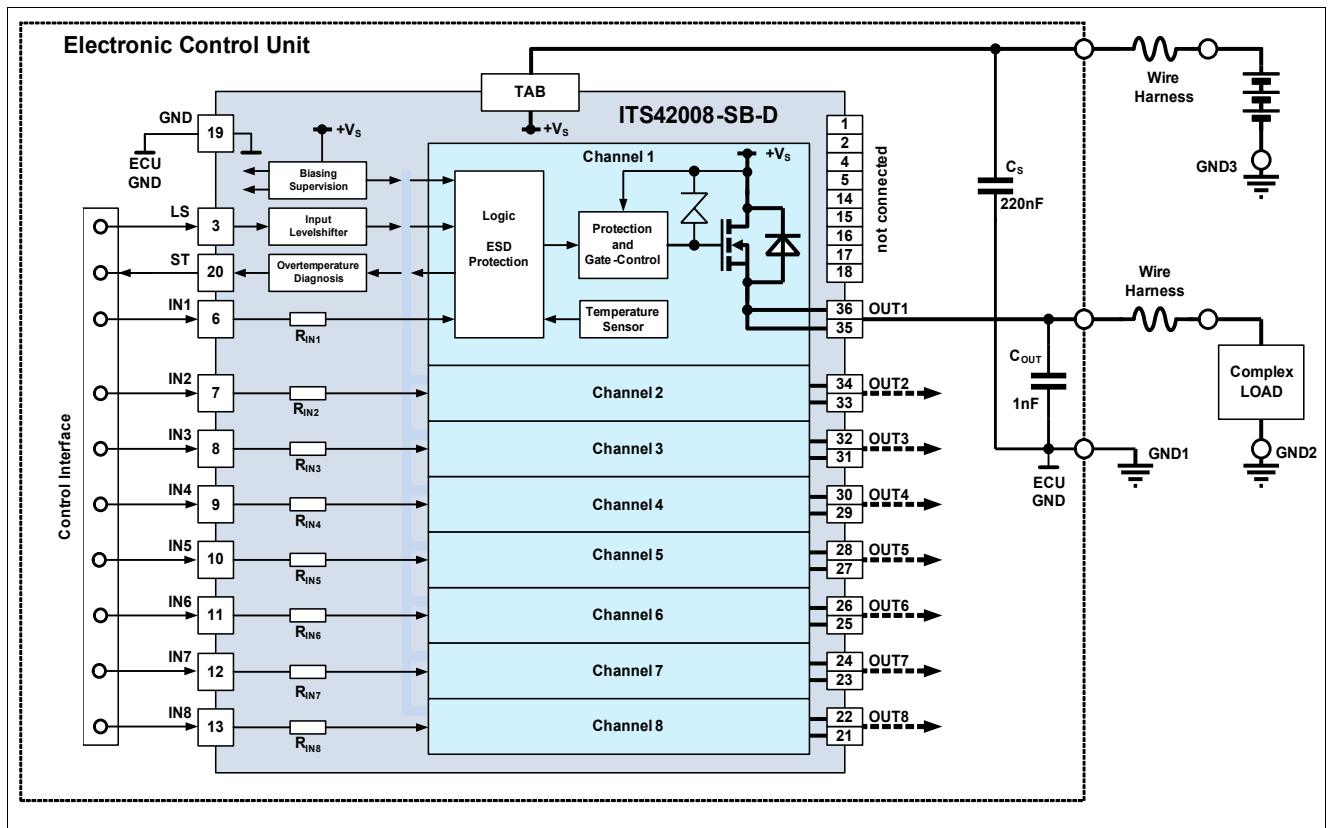 Electronic Control Unit
TAB
ITS42008-SB-D
+VS
GND
19
ECU
GND
+VS
Biasing
Supervision
Channel 1
+VS
1
2
4
5
14
15
16
17
18
not connected
CS
220nF
Wire
Harness
GND3
LS
3
Input
Levelshifter
Logic
ESD
Protection
Protection
and
Gate-Control
ST
20
Overtemperature
Diagnosis
IN1
6
RIN1
Temperature
Sensor
36
35
OUT1
Wire
Harness
COUT
1nF
Complex
LOAD
IN2
7
RIN2
Channel 2
34
33
OUT2
IN3
8
RIN3
Channel 3
32
31
OUT3
ECU
GND
GND1
GND2
IN4
9
RIN4
Channel 4
30
29
OUT4
Control Interface
IN5
10
RIN5
Channel 5
28
27
OUT5
IN6
11
RIN6
Channel 6
26
25
OUT6
IN7
12
RIN7
Channel 7
24
23
OUT7
IN8
13
RIN8
Channel 8
22
21
OUT8